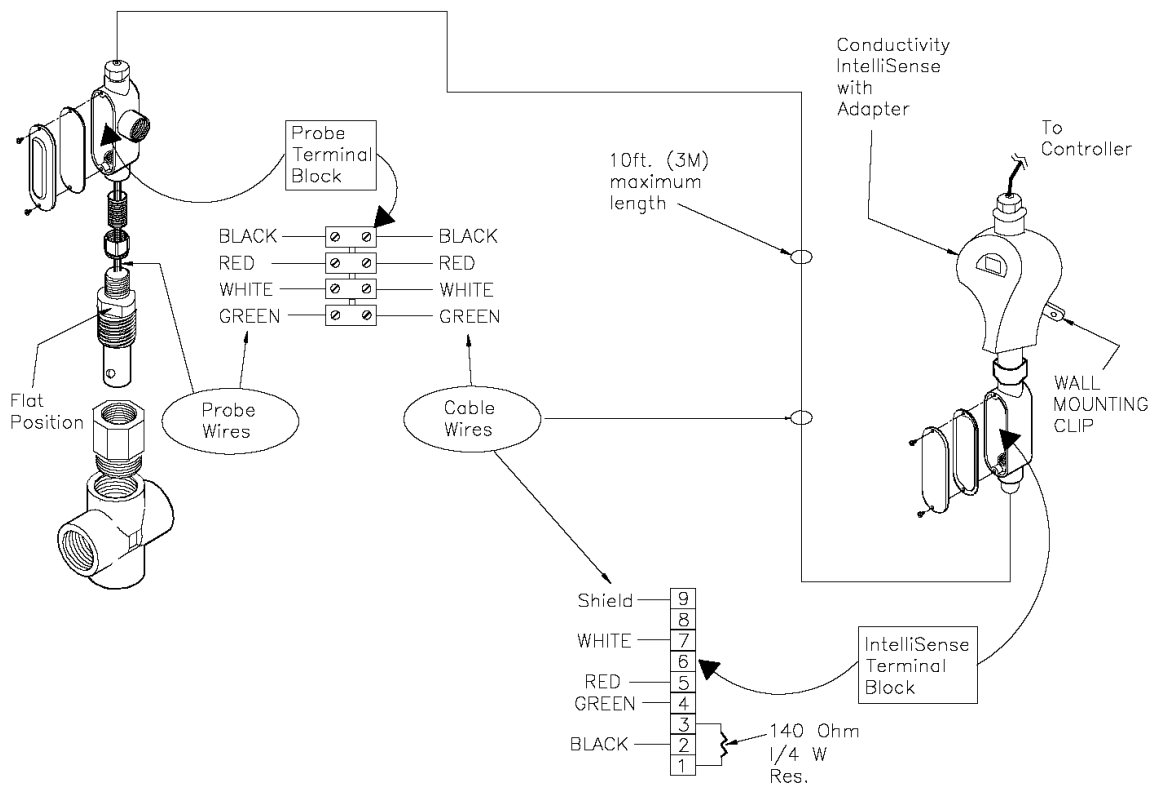 Conductivity
IntelliSense
with
Adapter
To
Controller
Probe
Terminal
Block
10ft. (3M)
maximum
length
BLACK
BLACK
RED
RED
WHITE
WHITE
GREEN
GREEN
Flat
Position
Probe
Wires
Cable
Wires
WALL
MOUNTING
CLIP
Shield
9
8
WHITE
7
6
RED
5
GREEN
4
3
BLACK
2
1
IntelliSense
Terminal
Block
140 Ohm
1/4 W
Res.